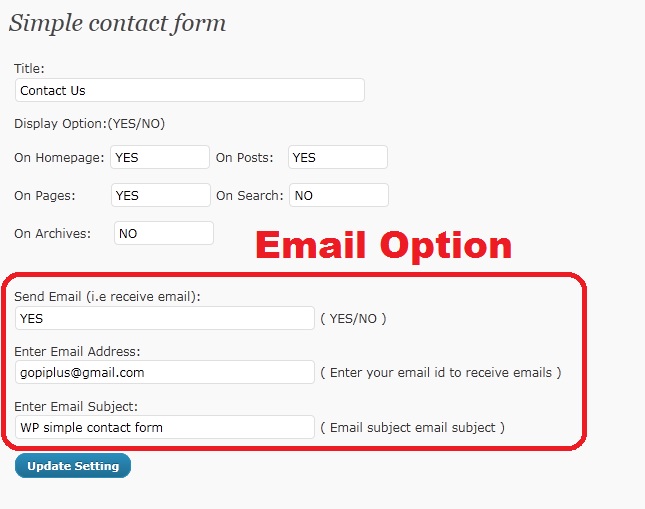 Simple contact form
Title:
Contact Us
Display Option:(YES/NO)
On Homepage: YES On Posts: YES
On Pages: YES On Search: NO
On Archives: NO
Email Option
Send Email (i.e receive email):
YES ( YES/NO )
Enter Email Address:
gopiplus@gmail.com ( Enter your email id to receive emails )
Enter Email Subject:
WP simple contact form ( Email subject email subject )
Update Setting